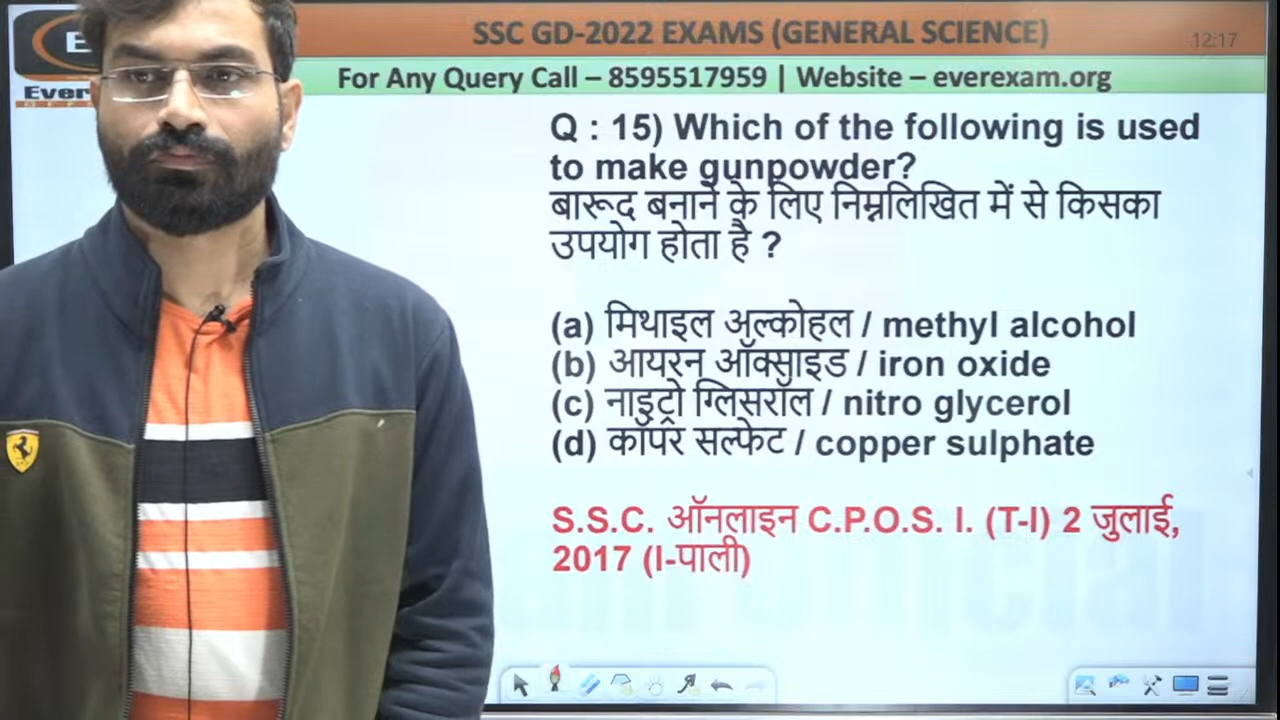 SSC GD-2022 EXAMS (GENERAL SCIENCE)
12:17
For Any Query Call – 8595517959 | Website – everexam.org
E
Ever
Q : 15) Which of the following is used
to make gunpowder?
बारूद बनाने के लिए निम्नलिखित में से किसका
उपयोग होता है ?
(a) मिथाइल अल्कोहल / methyl alcohol
(b) आयरन ऑक्साइड / iron oxide
(c) नाइट्रो ग्लिसरॉल / nitro glycerol
(d) कॉपर सल्फेट / copper sulphate
S.S.C. ऑनलाइन C.P.O.S. I. (T-I) 2 जुलाई,
2017 (I-पाली)